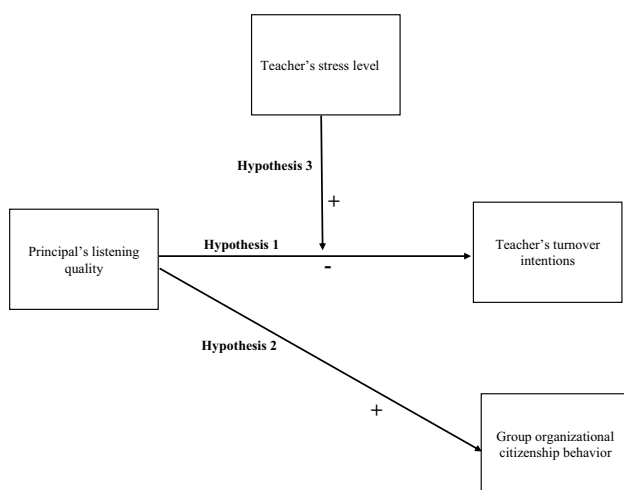 Teacher’s stress level
Hypothesis 3
+
Principal’s listening
quality
Hypothesis 1
-
Teacher’s turnover
intentions
Hypothesis 2
+
Group organizational
citizenship behavior